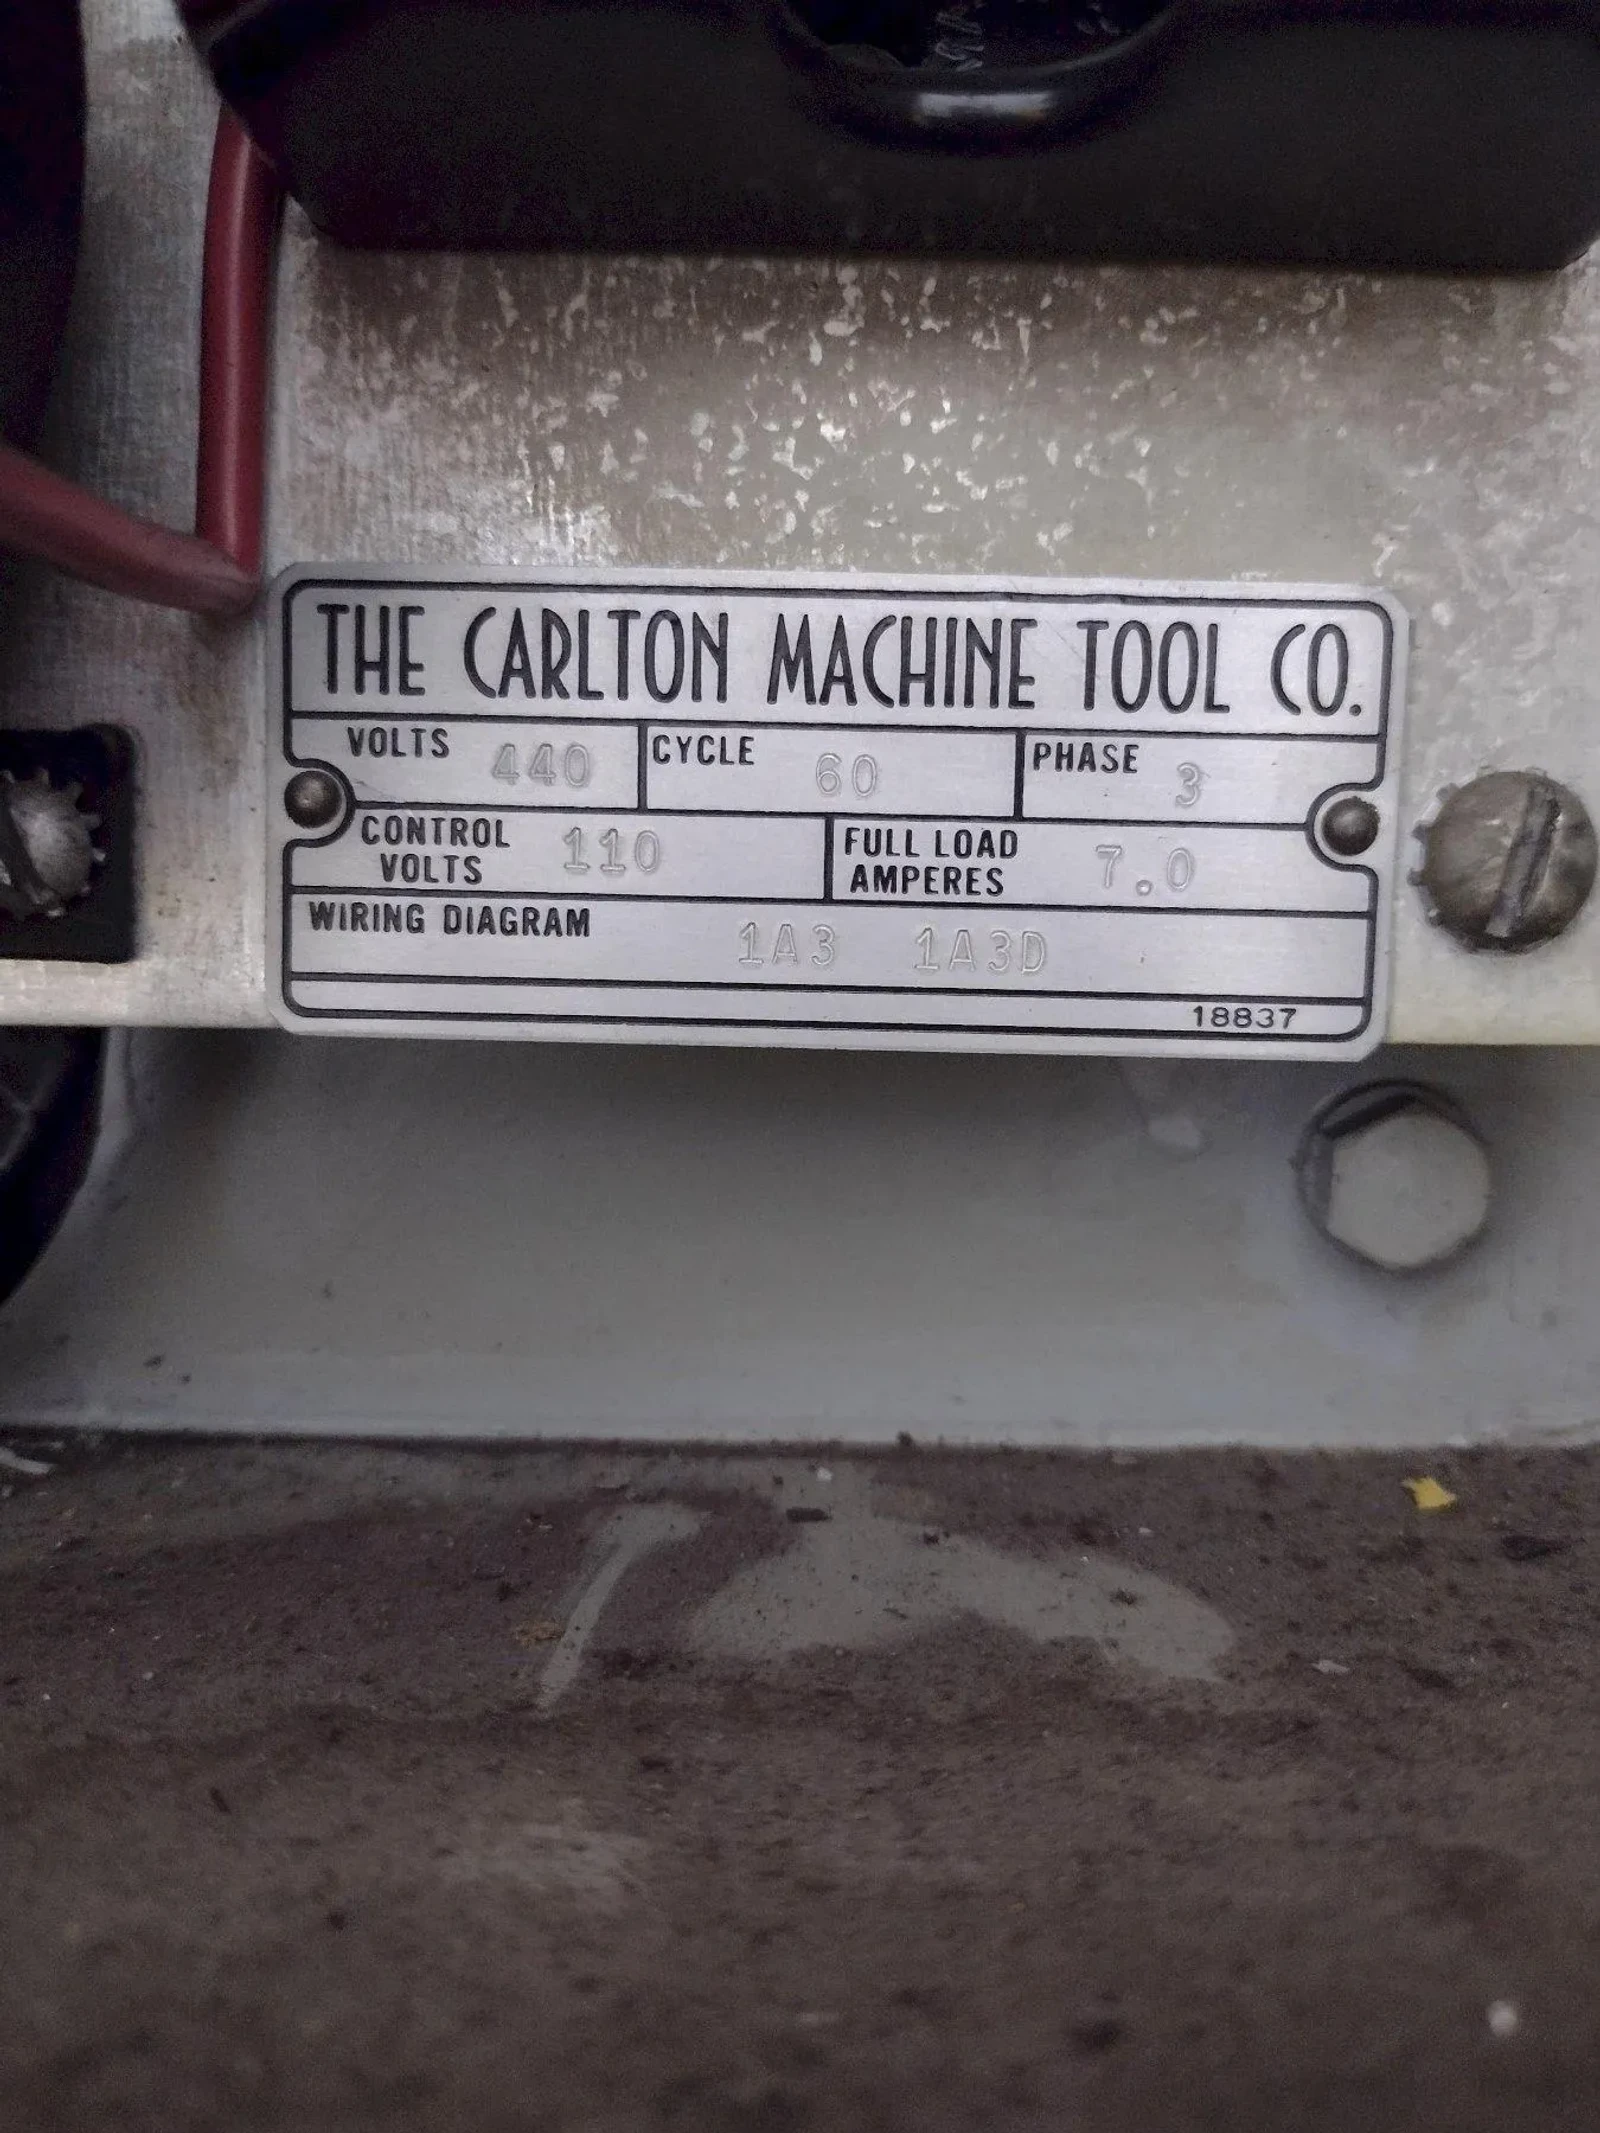 THE CARLTON MACHINE TOOL CO.
VOLTS 440 CYCLE 60 PHASE 3
CONTROL VOLTS 110 FULL LOAD AMPERES 7.0
WIRING DIAGRAM 1A3 1A3D
18837